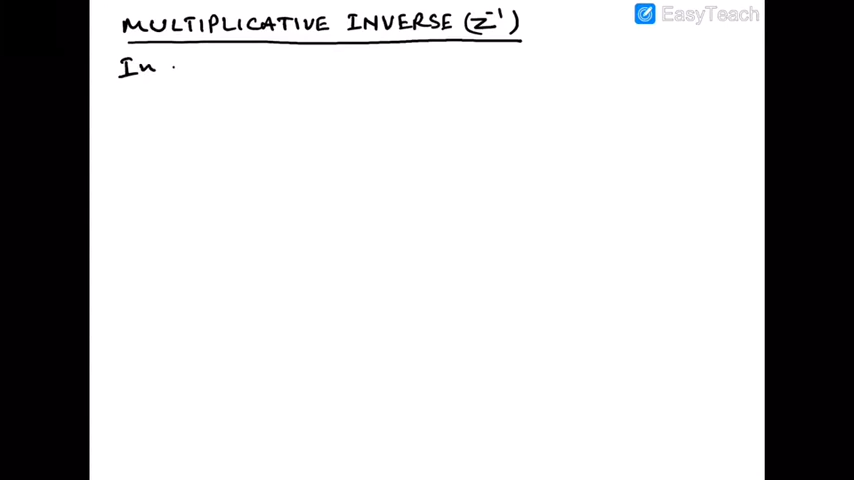 MULTIPLICATIVE INVERSE (Z⁻¹)
EasyTeach
In